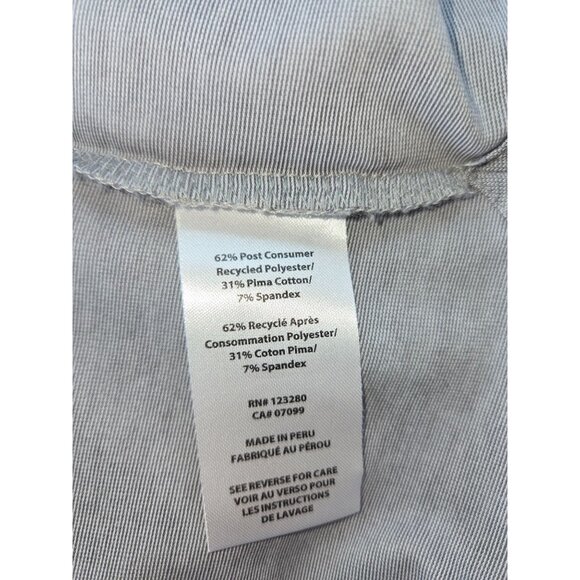 62% Post Consumer
Recycled Polyester/
31% Pima Cotton/
7% Spandex
62% Recyclé Après
Consommation Polyester/
31% Coton Pima/
7% Spandex
RN# 123280
CA# 07099
MADE IN PERU
FABRIQUÉ AU PÉROU
SEE REVERSE FOR CARE
VOIR AU VERSO POUR
LES INSTRUCTIONS
DE LAVAGE